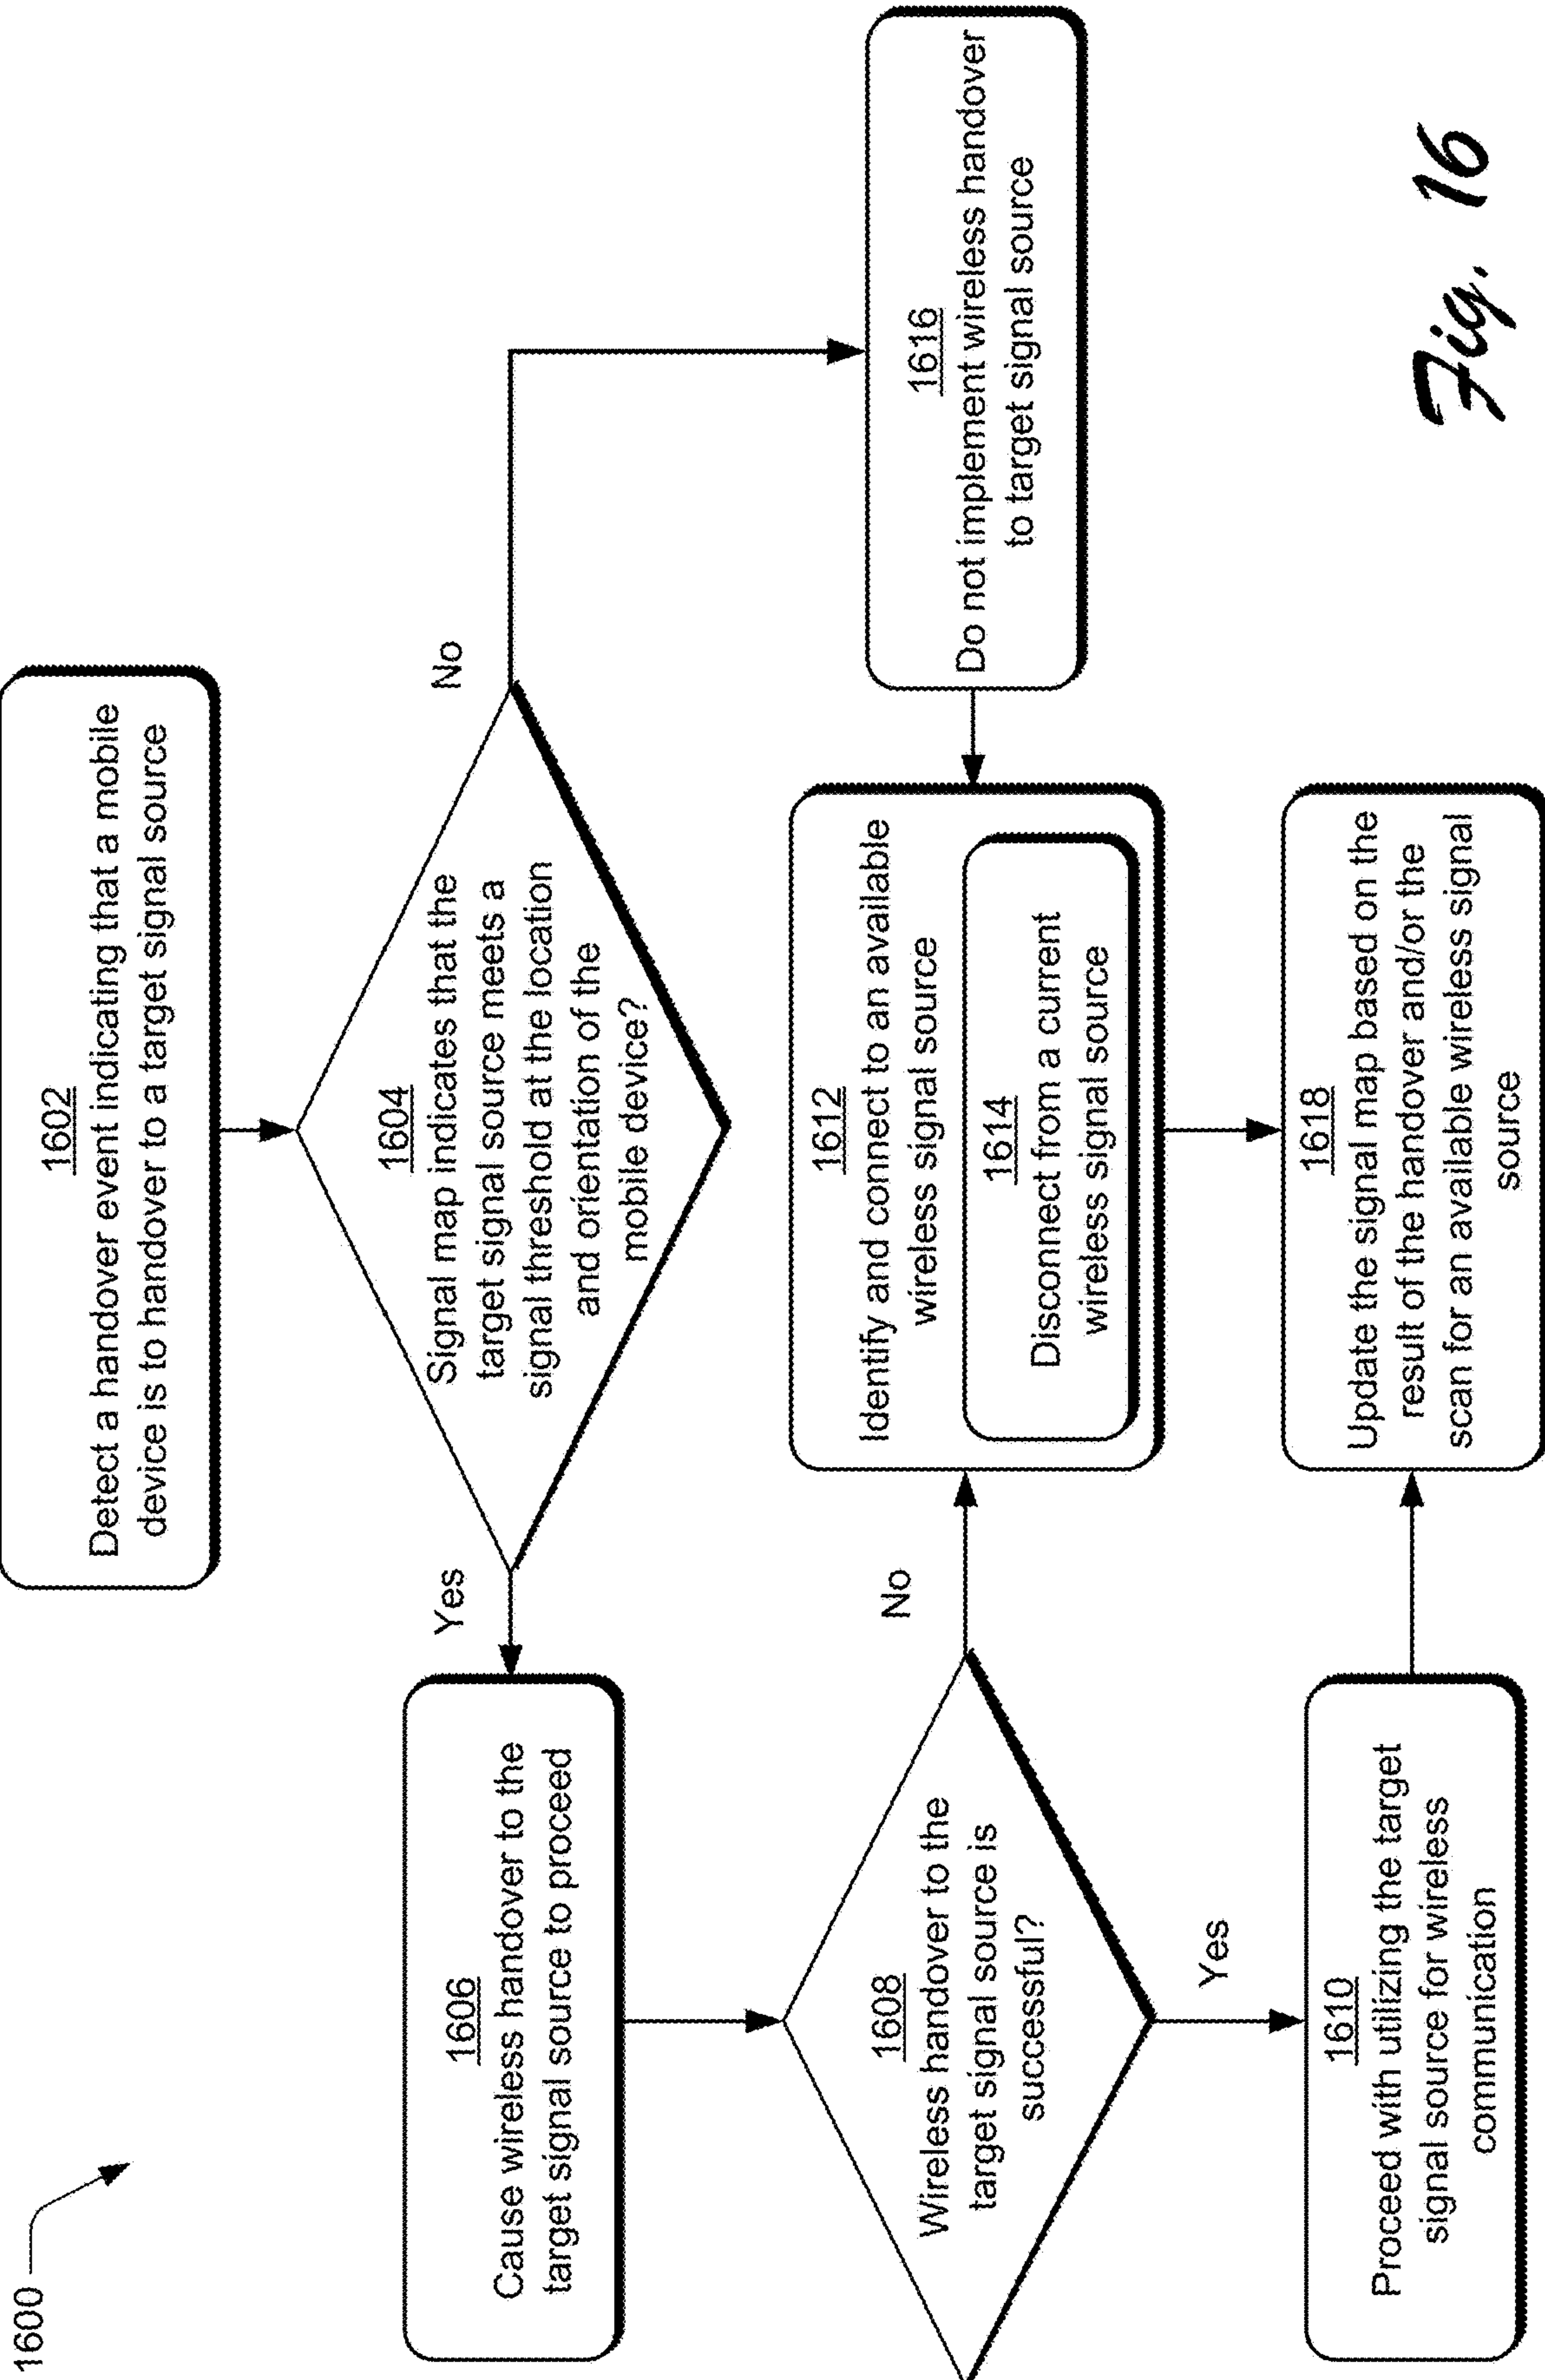 1600
1602
Detect a handover event indicating that a mobile
device is to handover to a target signal source
1604
Signal map indicates that the
target signal source meets a
signal threshold at the location
and orientation of the
mobile device?
Yes
No
1606
Cause wireless handover to the
target signal source to proceed
1608
Wireless handover to the
target signal source is
successful?
No
Yes
1610
Proceed with utilizing the target
signal source for wireless
communication
1612
Identify and connect to an available
wireless signal source
1614
Disconnect from a current
wireless signal source
1616
Do not implement wireless handover
to target signal source
1618
Update the signal map based on the
result of the handover and/or the
scan for an available wireless signal
source
Fig. 16